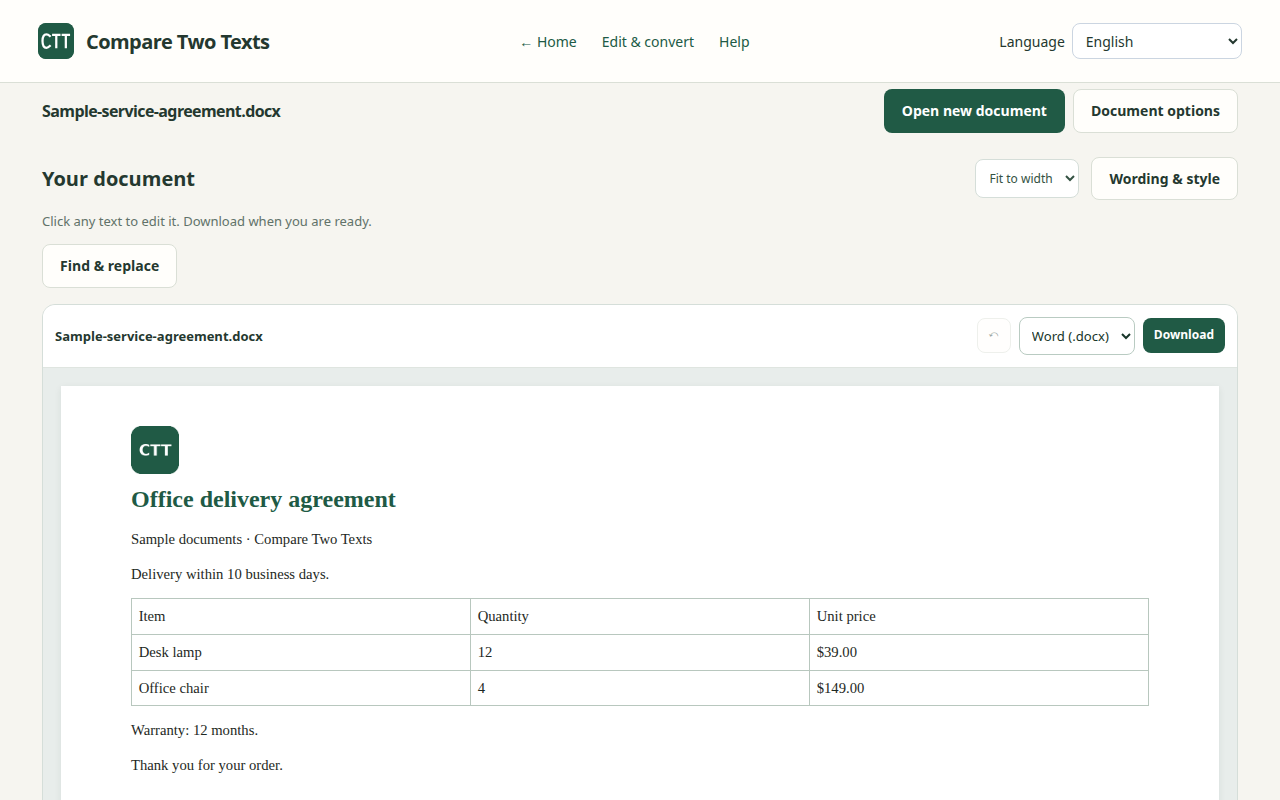 CTT Compare Two Texts ← Home Edit & convert Help Language English
Sample-service-agreement.docx Open new document Document options
Your document Fit to width Wording & style
Click any text to edit it. Download when you are ready.
Find & replace
Sample-service-agreement.docx Word (.docx) Download
CTT
Office delivery agreement
Sample documents · Compare Two Texts
Delivery within 10 business days.
Item Quantity Unit price
Desk lamp 12 $39.00
Office chair 4 $149.00
Warranty: 12 months.
Thank you for your order.